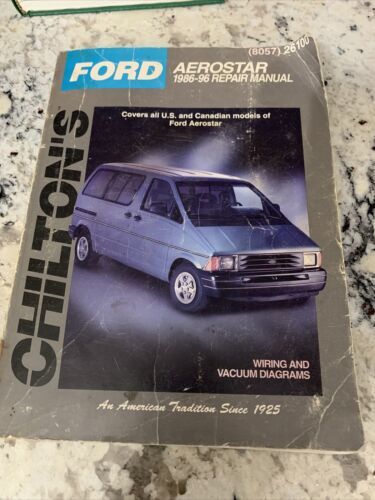 (8057) 26100
FORD
AEROSTAR
1986-96 REPAIR MANUAL
Covers all U.S. and Canadian models of
Ford Aerostar
CHILTON'S
WIRING AND
VACUUM DIAGRAMS
An American Tradition Since 1925